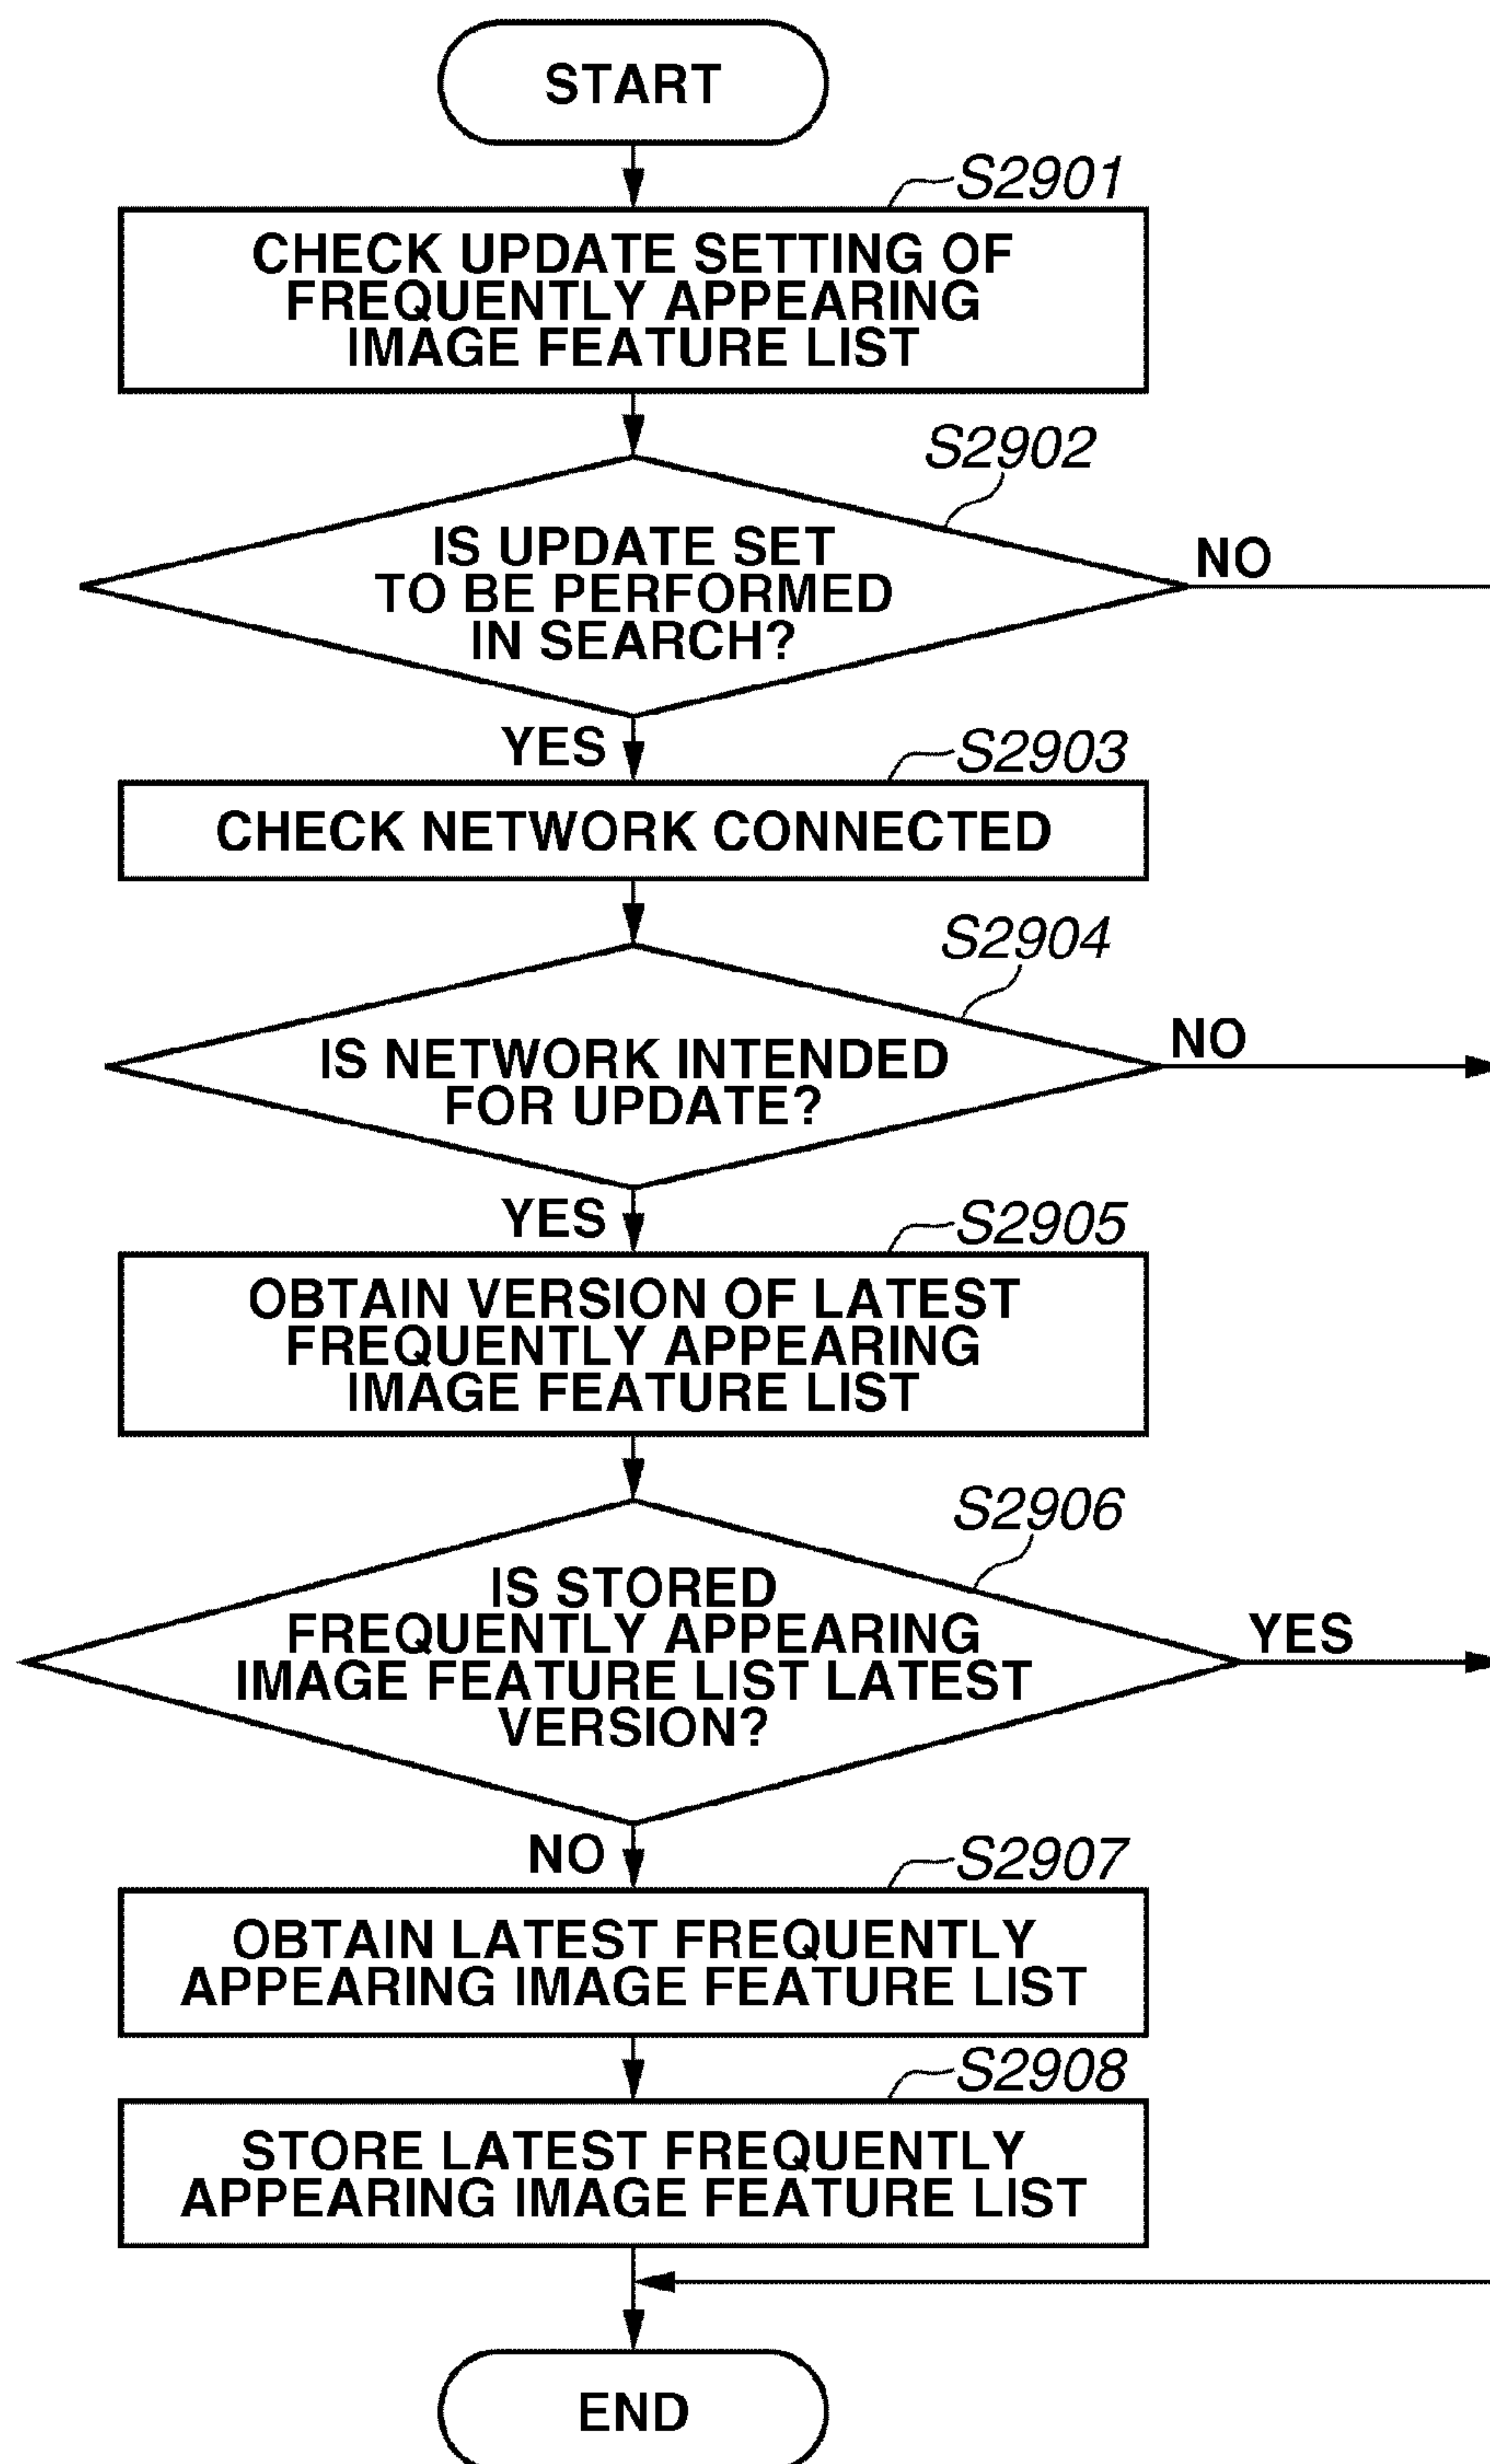 START
S2901
CHECK UPDATE SETTING OF
FREQUENTLY APPEARING
IMAGE FEATURE LIST
S2902
IS UPDATE SET
TO BE PERFORMED
IN SEARCH?
NO
YES
S2903
CHECK NETWORK CONNECTED
S2904
IS NETWORK INTENDED
FOR UPDATE?
NO
YES
S2905
OBTAIN VERSION OF LATEST
FREQUENTLY APPEARING
IMAGE FEATURE LIST
S2906
IS STORED
FREQUENTLY APPEARING
IMAGE FEATURE LIST LATEST
VERSION?
YES
NO
S2907
OBTAIN LATEST FREQUENTLY
APPEARING IMAGE FEATURE LIST
S2908
STORE LATEST FREQUENTLY
APPEARING IMAGE FEATURE LIST
END